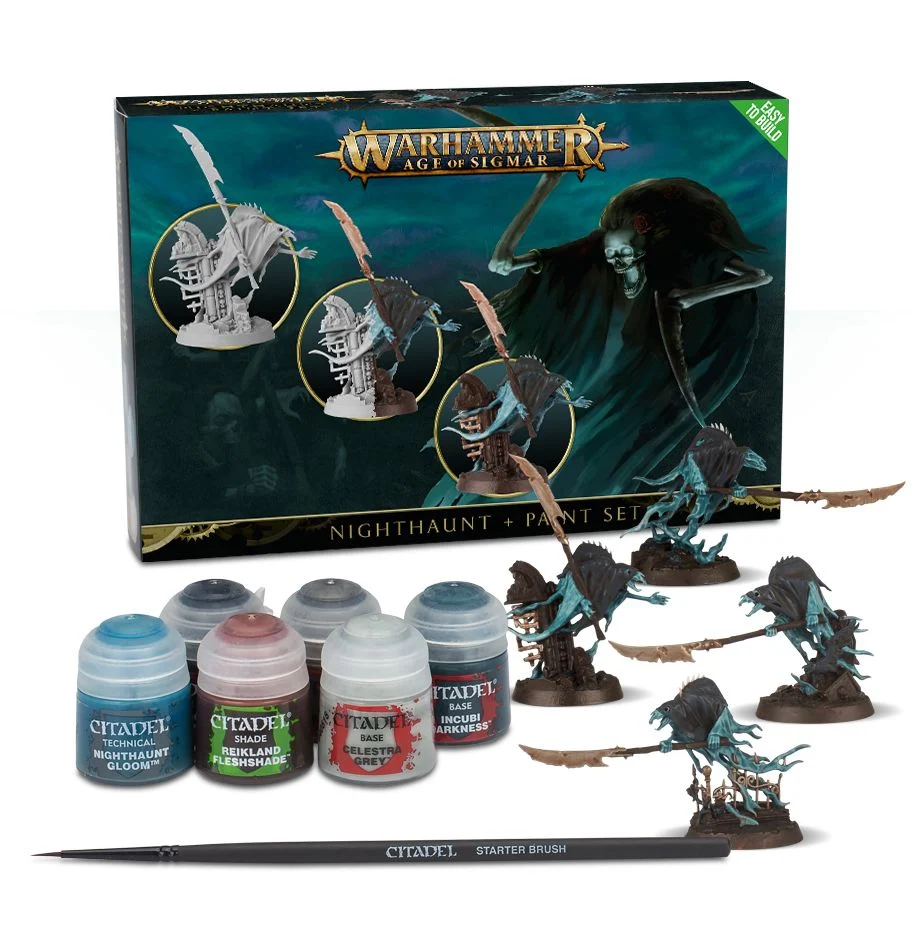 WARHAMMER
AGE OF SIGMAR
EASY
TO BUILD
NIGHTHAUNT + PAINT SET
CITADEL®
TECHNICAL
NIGHTHAUNT
GLOOM™
CITADEL®
SHADE
REIKLAND
FLESHSHADE™
CITADEL
BASE
CELESTRA
GREY™
CITADEL®
BASE
INCUBI
DARKNESS™
CITADEL STARTER BRUSH